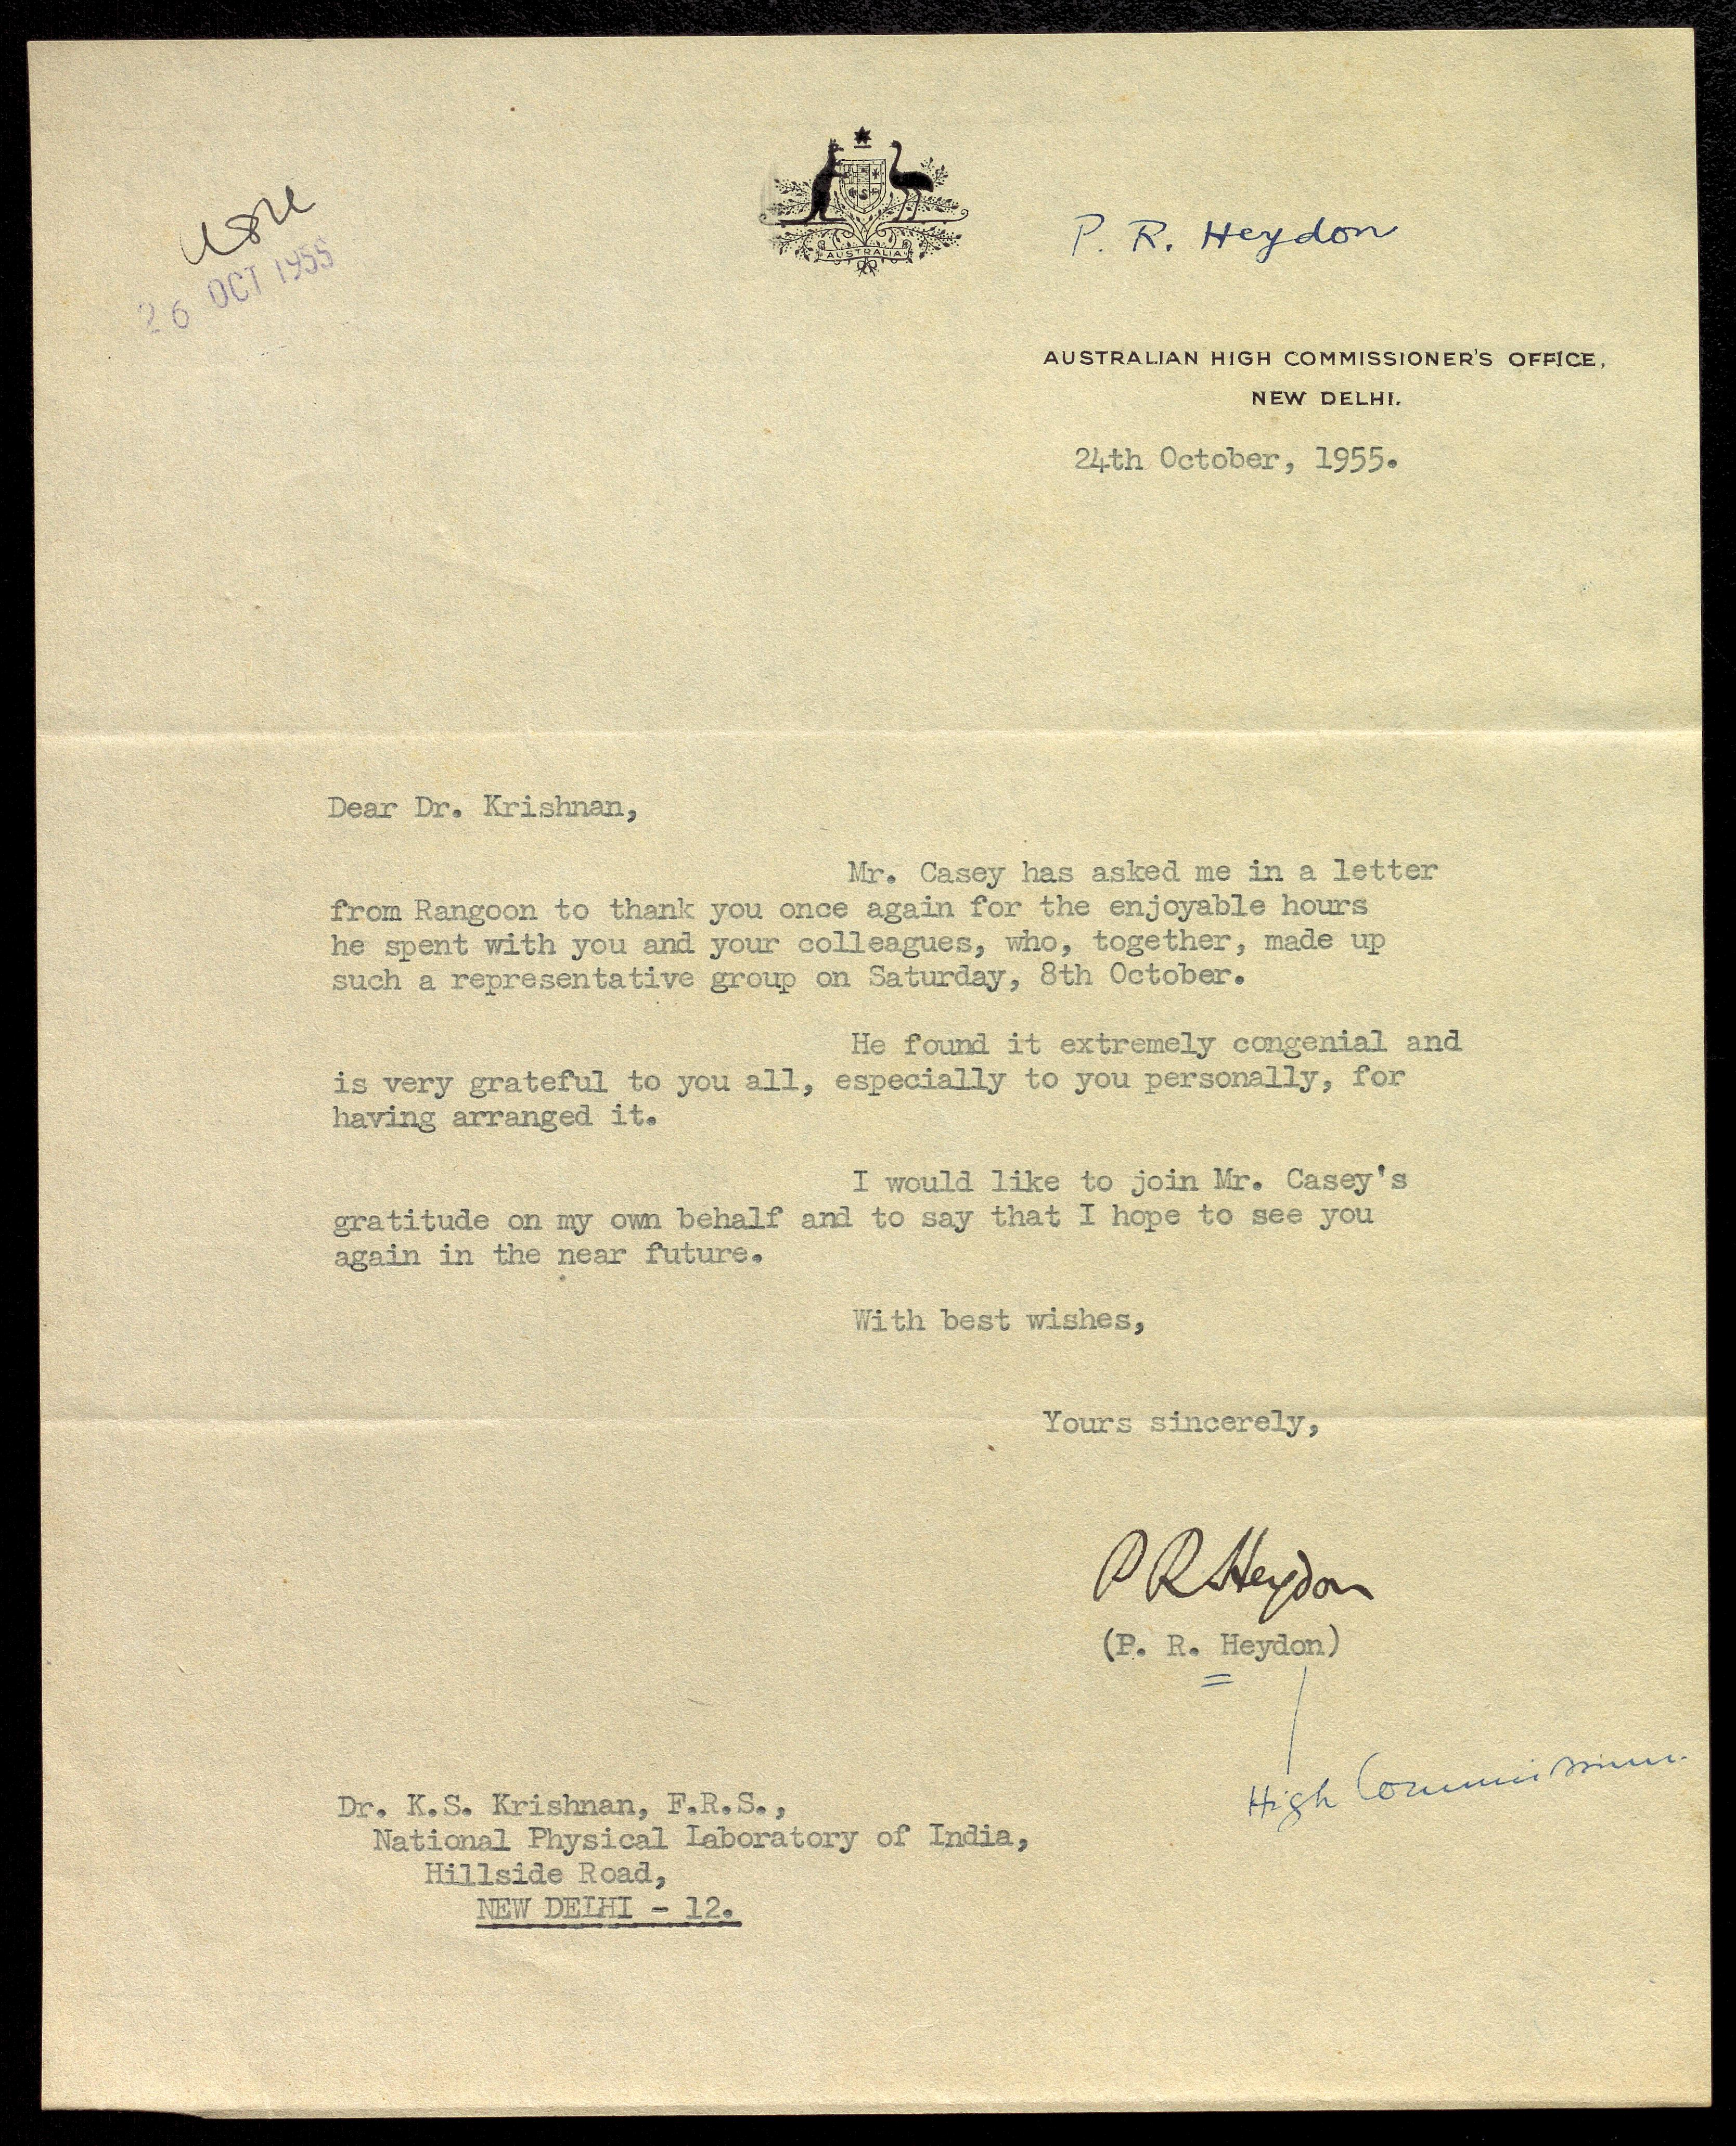 26 OCT 1955
AUSTRALIA
P. R. Heydon
AUSTRALIAN HIGH COMMISSIONER'S OFFICE,
NEW DELHI.
24th October, 1955.
Dear Dr. Krishnan,
Mr. Casey has asked me in a letter
from Rangoon to thank you once again for the enjoyable hours
he spent with you and your colleagues, who, together, made up
such a representative group on Saturday, 8th October.
He found it extremely congenial and
is very grateful to you all, especially to you personally, for
having arranged it.
I would like to join Mr. Casey's
gratitude on my own behalf and to say that I hope to see you
again in the near future.
With best wishes,
Yours sincerely,
P R Heydon
(P. R. Heydon)
High Commissioner.
Dr. K.S. Krishnan, F.R.S.,
National Physical Laboratory of India,
Hillside Road,
NEW DELHI - 12.